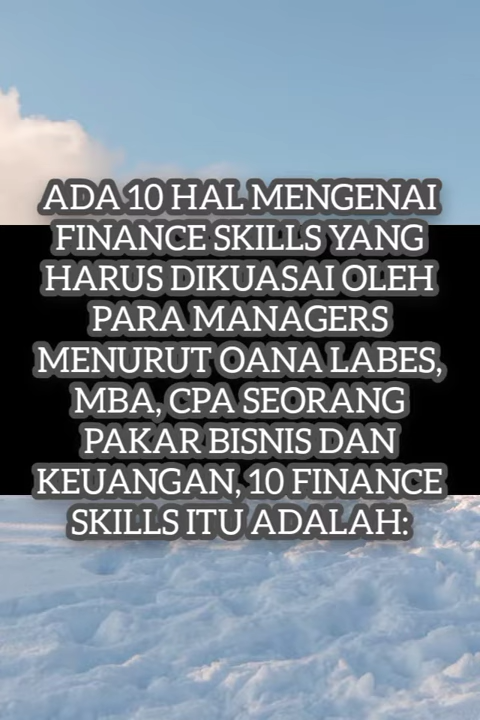 ADA 10 HAL MENGENAI
FINANCE SKILLS YANG
HARUS DIKUASAI OLEH
PARA MANAGERS
MENURUT OANA LABES,
MBA, CPA SEORANG
PAKAR BISNIS DAN
KEUANGAN, 10 FINANCE
SKILLS ITU ADALAH: